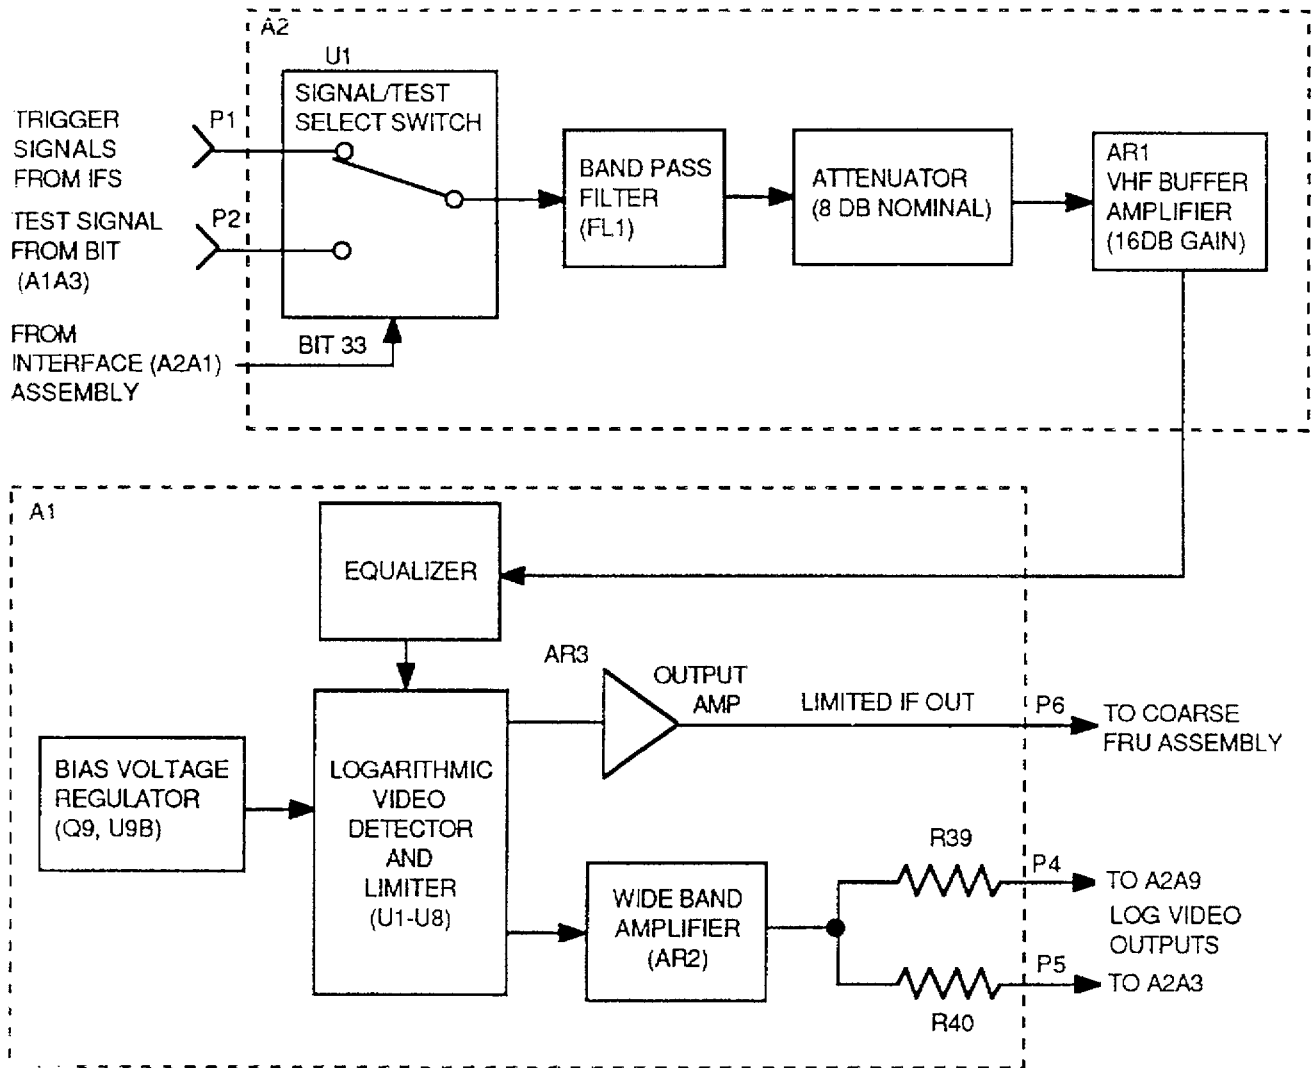 A2
U1
SIGNAL/TEST
SELECT SWITCH
TRIGGER
SIGNALS
FROM IFS
P1
TEST SIGNAL
FROM BIT
(A1A3)
P2
FROM
INTERFACE (A2A1)
ASSEMBLY
BIT 33
BAND PASS
FILTER
(FL1)
ATTENUATOR
(8 DB NOMINAL)
AR1
VHF BUFFER
AMPLIFIER
(16DB GAIN)
A1
EQUALIZER
AR3
OUTPUT
AMP
LIMITED IF OUT
P6
TO COARSE
FRU ASSEMBLY
BIAS VOLTAGE
REGULATOR
(Q9, U9B)
LOGARITHMIC
VIDEO
DETECTOR
AND
LIMITER
(U1-U8)
WIDE BAND
AMPLIFIER
(AR2)
R39
P4
TO A2A9
LOG VIDEO
OUTPUTS
P5
TO A2A3
R40